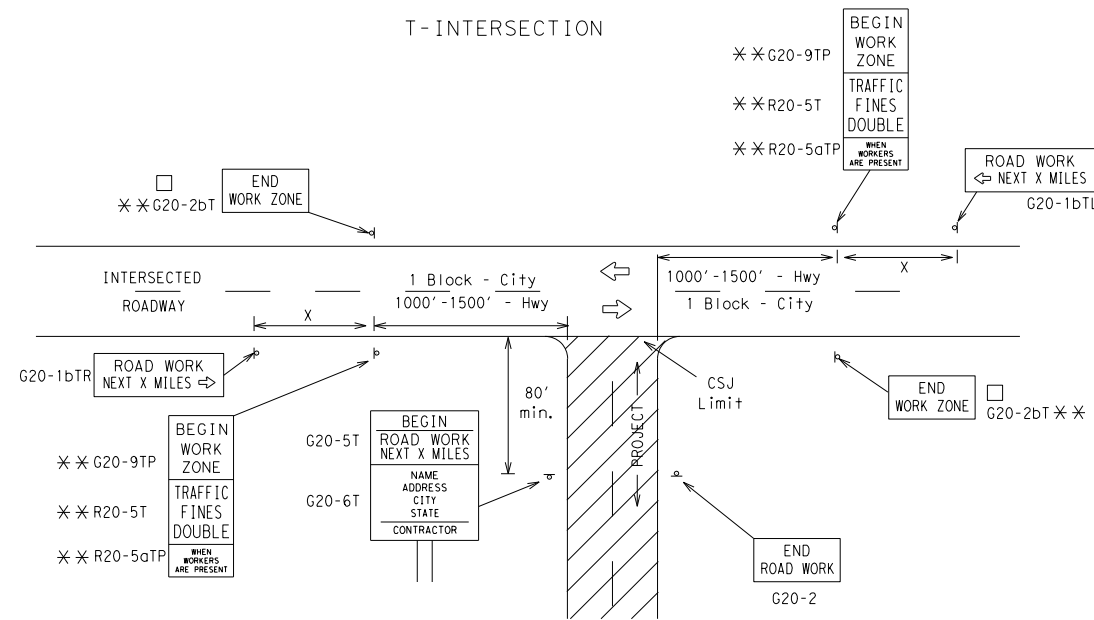 T-INTERSECTION
BEGIN
WORK
ZONE
TRAFFIC
FINES
DOUBLE
WHEN
WORKERS
ARE PRESENT
**G20-9TP
**R20-5T
**R20-5aTP
ROAD WORK
⇦ NEXT X MILES
G20-1bTL
□
**G20-2bT
END
WORK ZONE
INTERSECTED
ROADWAY
X
1 Block - City
1000'-1500' - Hwy
⇦
⇨
1000'-1500' - Hwy
1 Block - City
X
G20-1bTR
ROAD WORK
NEXT X MILES ⇨
80'
min.
PROJECT
CSJ
Limit
END
WORK ZONE
□
G20-2bT **
**G20-9TP
**R20-5T
**R20-5aTP
BEGIN
WORK
ZONE
TRAFFIC
FINES
DOUBLE
WHEN
WORKERS
ARE PRESENT
G20-5T
G20-6T
BEGIN
ROAD WORK
NEXT X MILES
NAME
ADDRESS
CITY
STATE
CONTRACTOR
END
ROAD WORK
G20-2